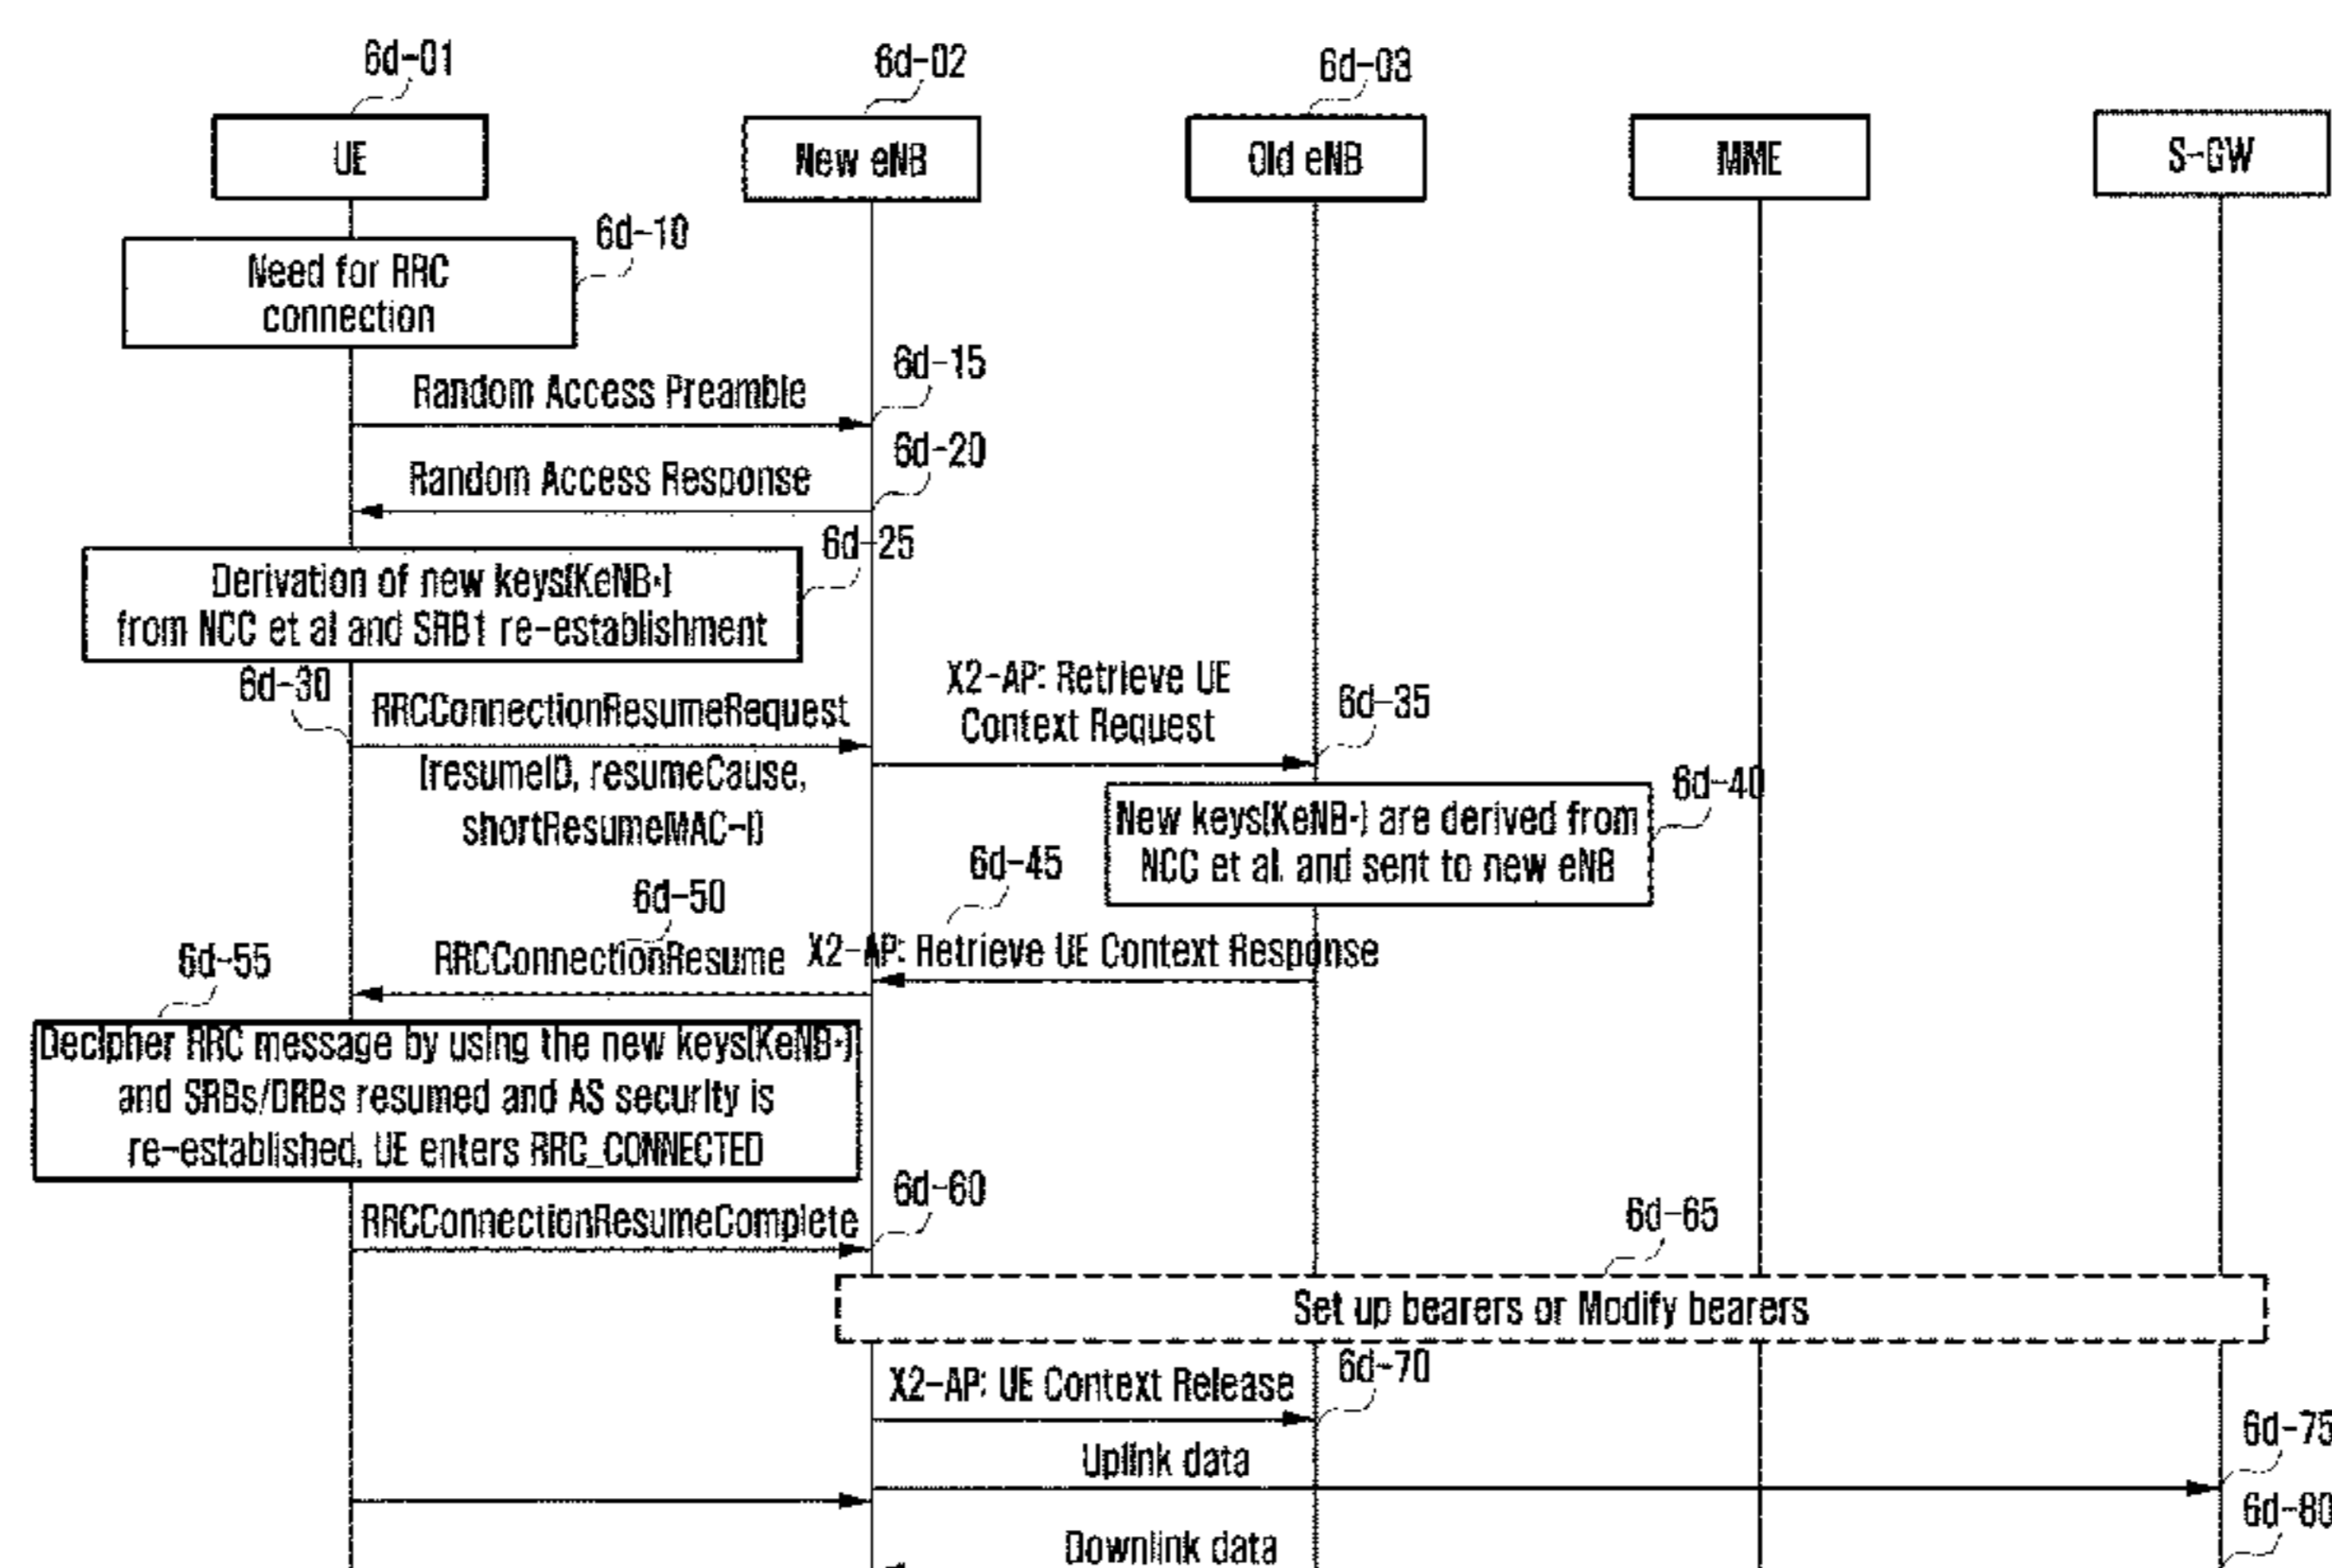 6d-01
6d-02
6d-03
UE
New eNB
Old eNB
MME
S-GW
6d-10
Need for RRC
connection
6d-15
Random Access Preamble
6d-20
Random Access Response
6d-25
Derivation of new keys(KeNB*)
from NCC et al and SRB1 re-establishment
6d-30
RRCConnectionResumeRequest
(resumeID, resumeCause,
shortResumeMAC-I)
X2-AP: Retrieve UE
Context Request
6d-35
6d-40
New keys(KeNB*) are derived from
NCC et al. and sent to new eNB
6d-45
6d-50
6d-55
RRCConnectionResume
X2-AP: Retrieve UE Context Response
Decipher RRC message by using the new keys(KeNB*)
and SRBs/DRBs resumed and AS security is
re-established, UE enters RRC_CONNECTED
6d-60
RRCConnectionResumeComplete
6d-65
Set up bearers or Modify bearers
X2-AP: UE Context Release
6d-70
6d-75
Uplink data
6d-80
Downlink data